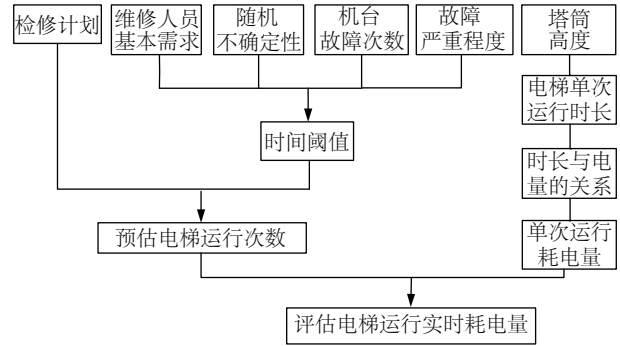 检修计划
维修人员
基本需求
随机
不确定性
机台
故障次数
故障
严重程度
塔筒
高度
电梯单次
运行时长
时间阈值
时长与电
量的关系
预估电梯运行次数
单次运行
耗电量
评估电梯运行实时耗电量